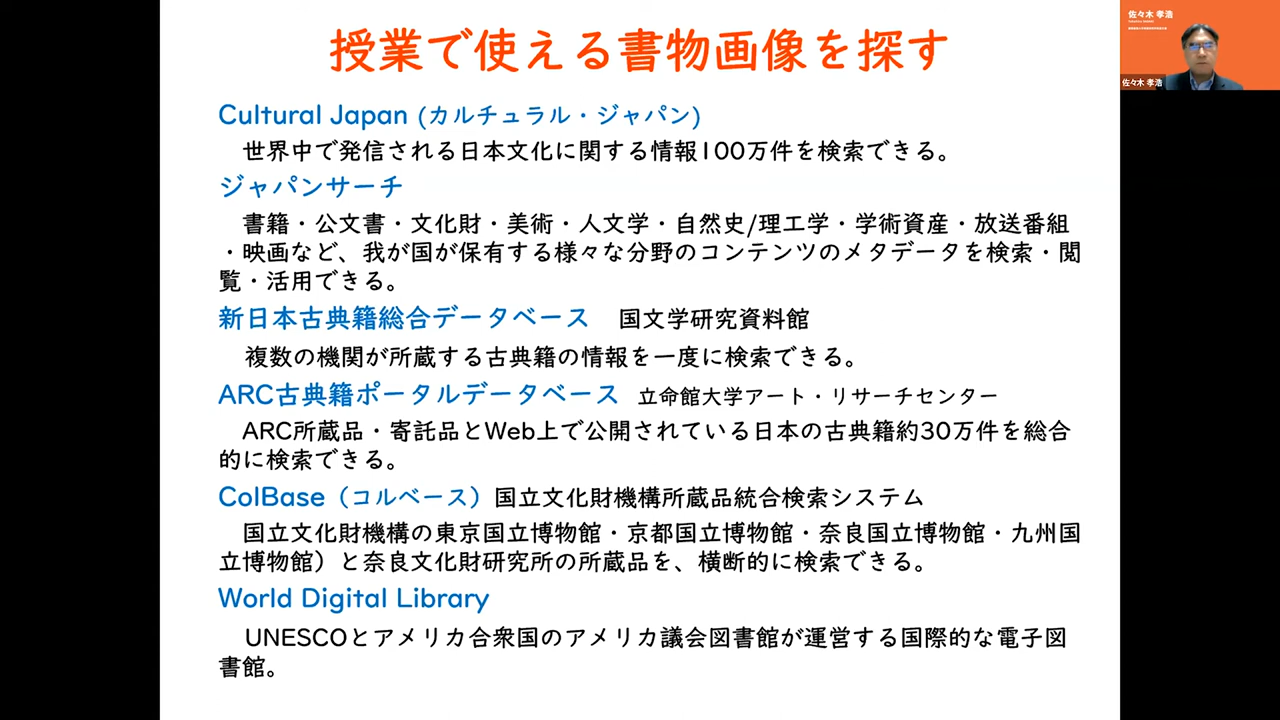 授業で使える書物画像を探す
Cultural Japan (カルチュラル・ジャパン)
世界中で発信される日本文化に関する情報100万件を検索できる。
ジャパンサーチ
書籍・公文書・文化財・美術・人文学・自然史/理工学・学術資産・放送番組
・映画など、我が国が保有する様々な分野のコンテンツのメタデータを検索・閲
覧・活用できる。
新日本古典籍総合データベース　国文学研究資料館
複数の機関が所蔵する古典籍の情報を一度に検索できる。
ARC古典籍ポータルデータベース　立命館大学アート・リサーチセンター
ARC所蔵品・寄託品とWeb上で公開されている日本の古典籍約30万件を総合
的に検索できる。
ColBase（コルベース）国立文化財機構所蔵品統合検索システム
国立文化財機構の東京国立博物館・京都国立博物館・奈良国立博物館・九州国
立博物館）と奈良文化財研究所の所蔵品を、横断的に検索できる。
World Digital Library
UNESCOとアメリカ合衆国のアメリカ議会図書館が運営する国際的な電子図
書館。
佐々木 孝浩
佐々木 孝浩